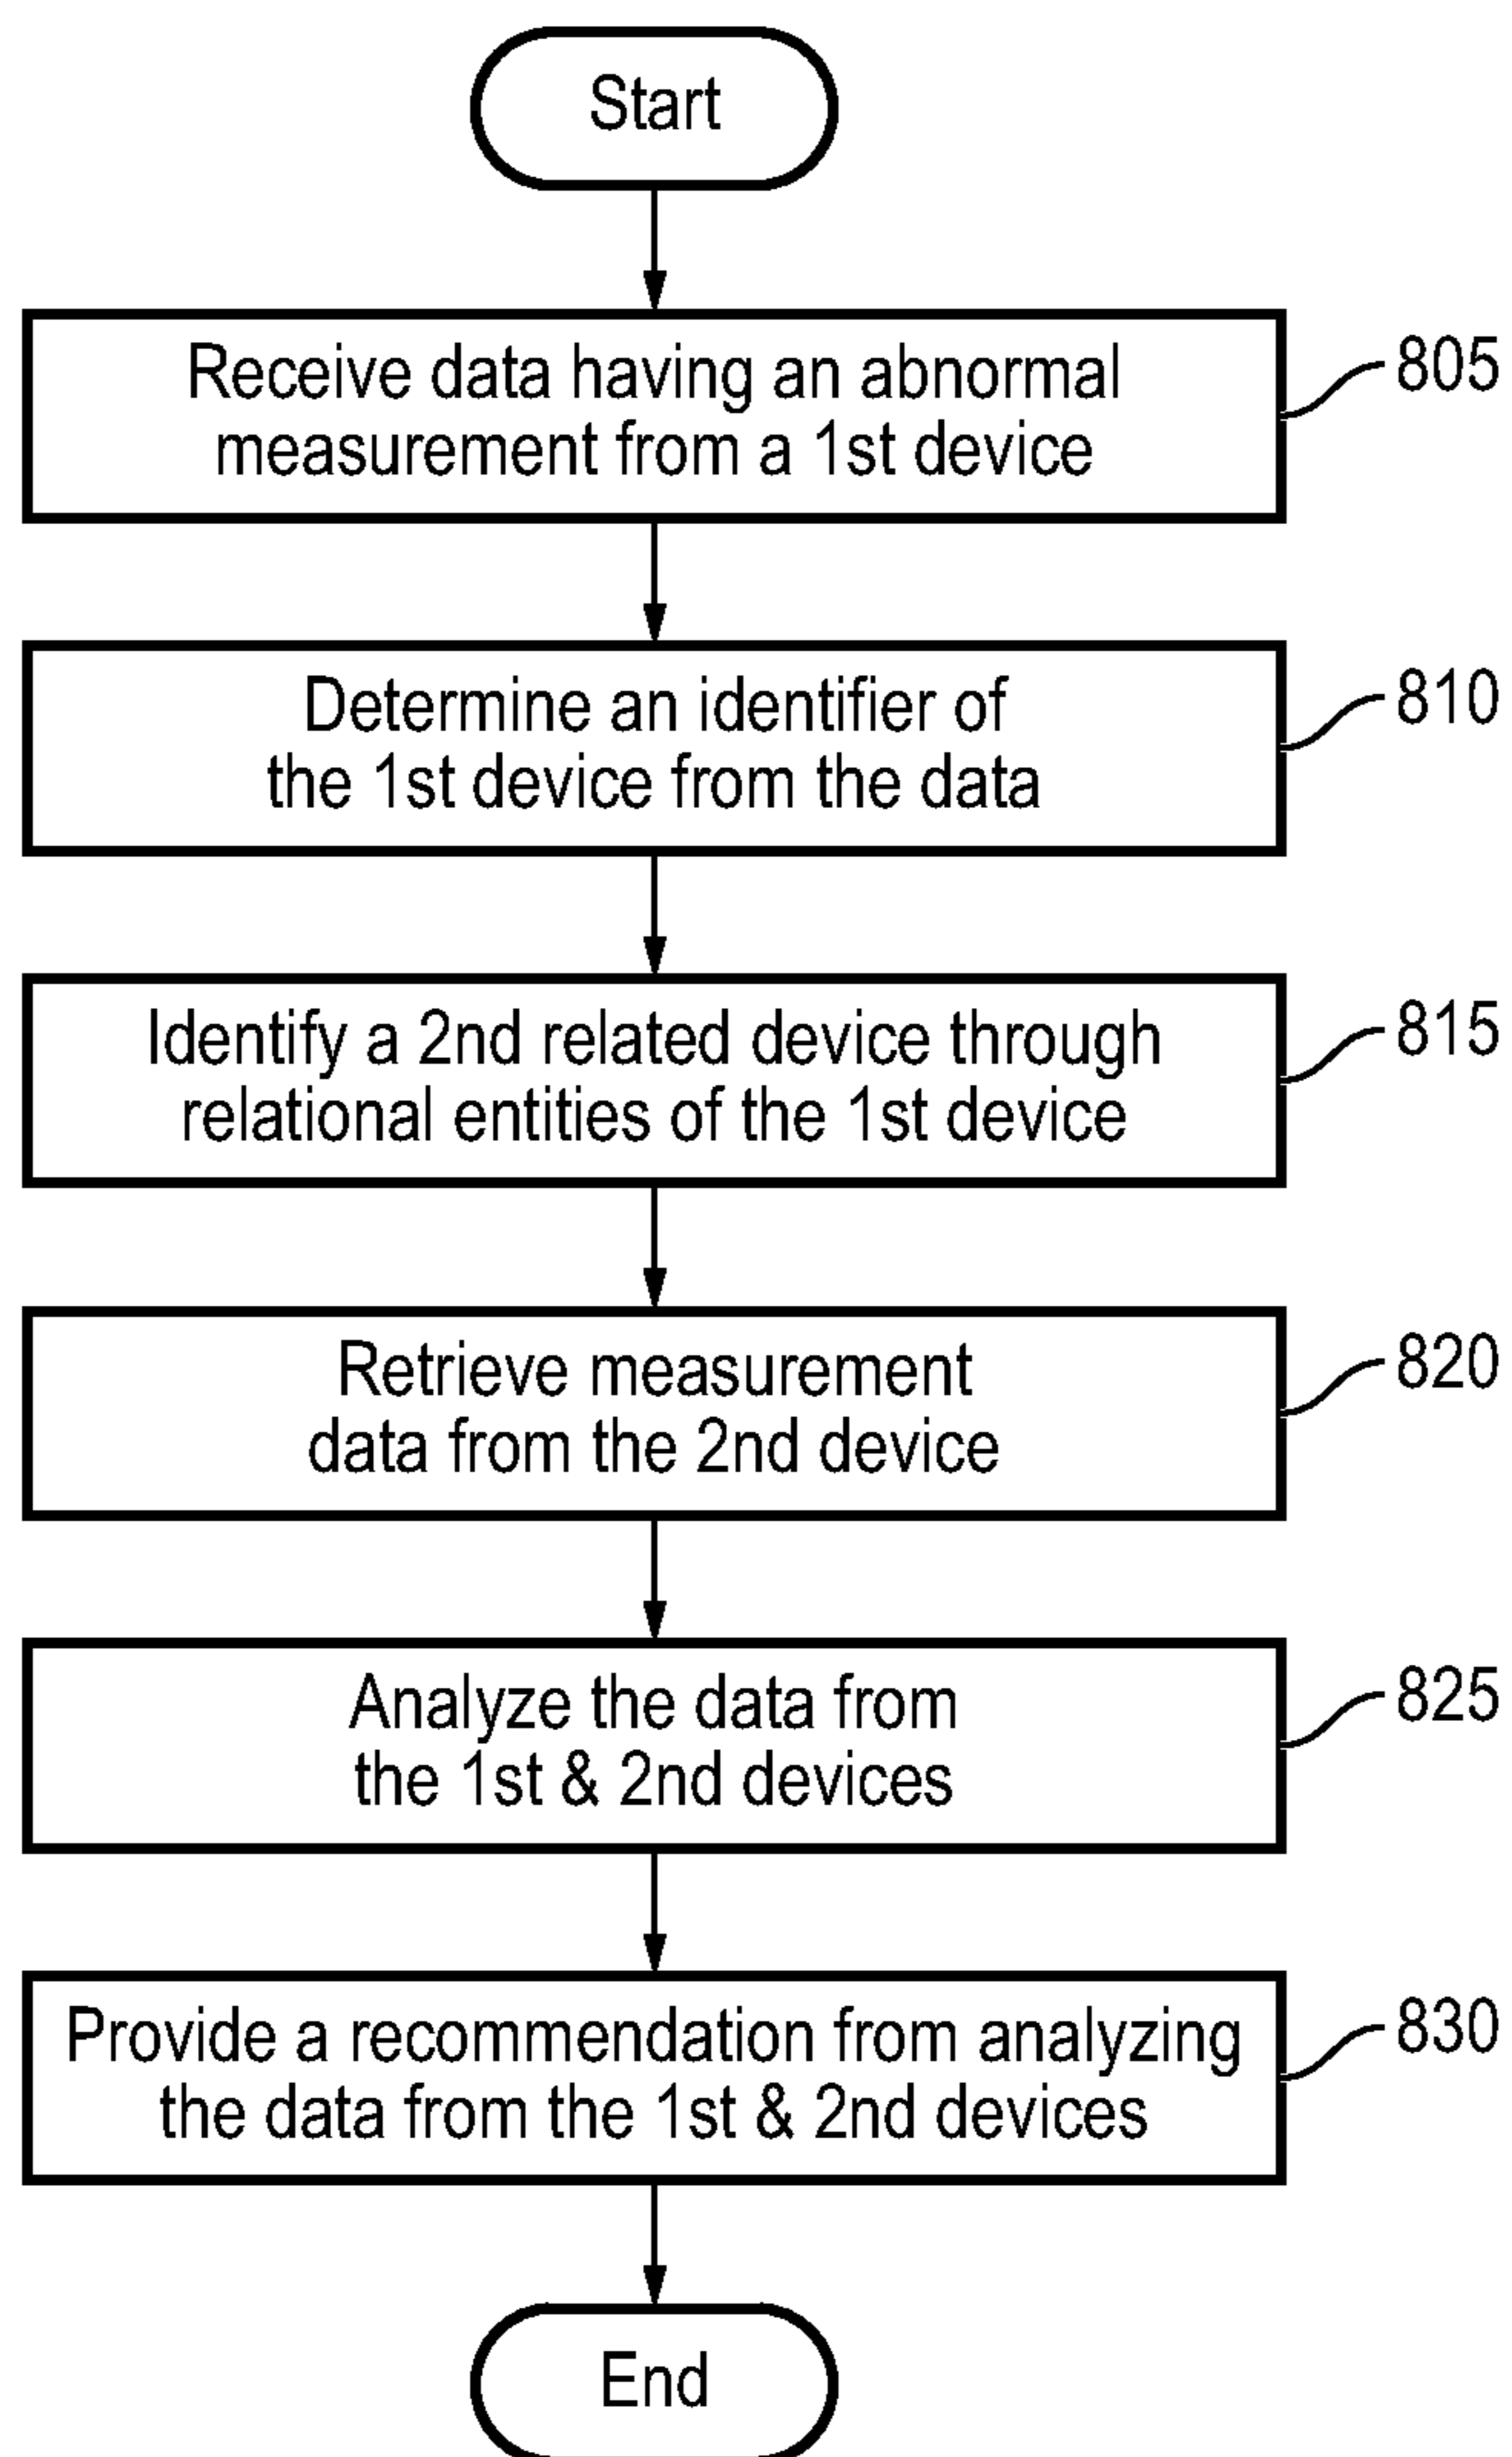 Start
Receive data having an abnormal
measurement from a 1st device
805
Determine an identifier of
the 1st device from the data
810
Identify a 2nd related device through
relational entities of the 1st device
815
Retrieve measurement
data from the 2nd device
820
Analyze the data from
the 1st & 2nd devices
825
Provide a recommendation from analyzing
the data from the 1st & 2nd devices
830
End